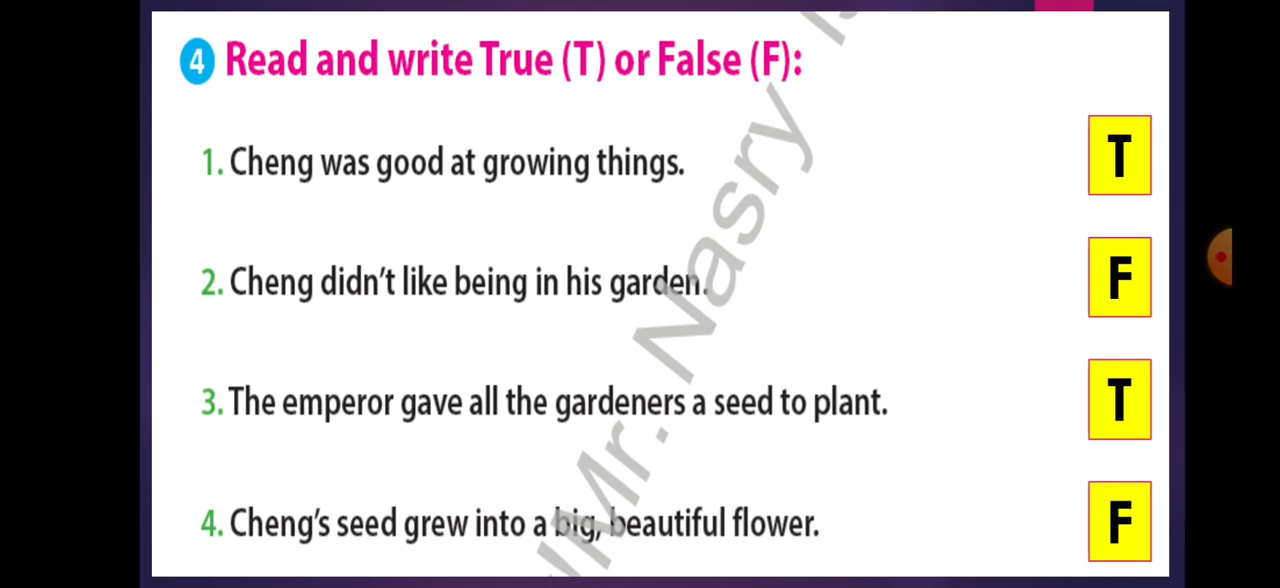 4 Read and write True (T) or False (F):
1. Cheng was good at growing things. T
2. Cheng didn't like being in his garden. F
3. The emperor gave all the gardeners a seed to plant. T
4. Cheng's seed grew into a big, beautiful flower. F
Mr. Nasry